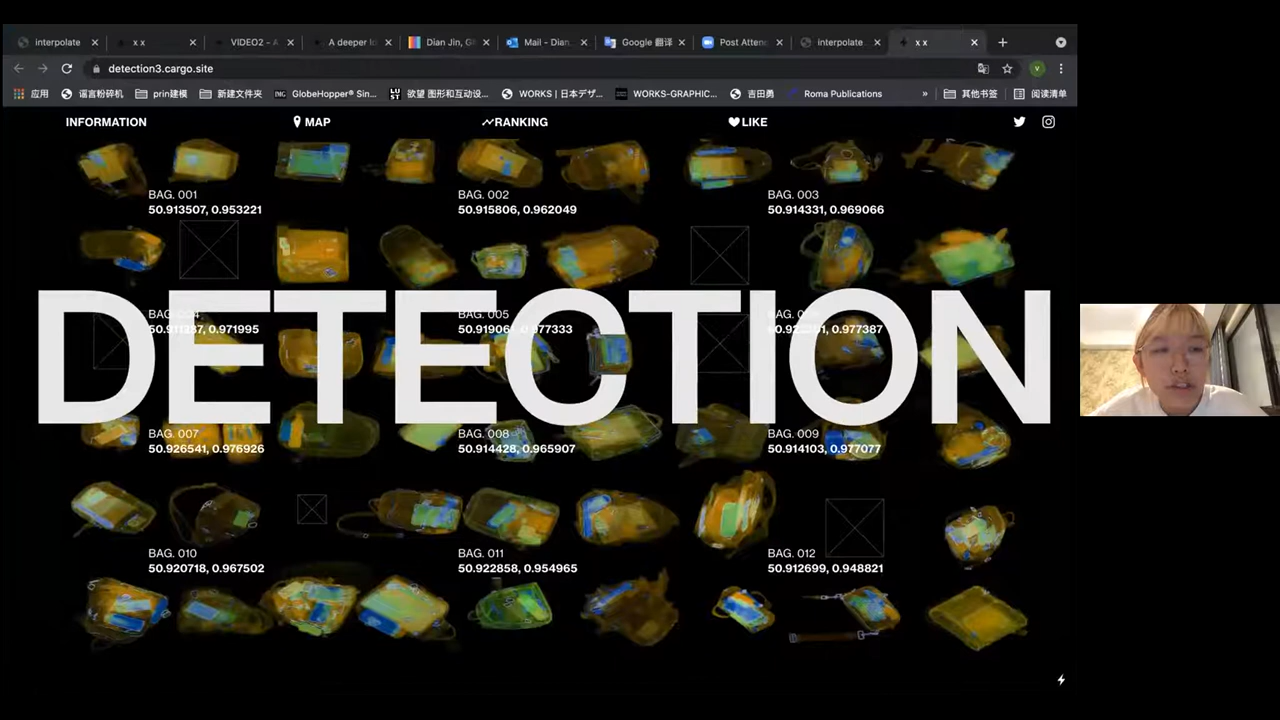 interpolate
x x
VIDEO2 - A
A deeper lo
Dian Jin, Gr
Mail - Dian
Google 翻译
Post Atten
interpolate
x x
detection3.cargo.site
应用
谣言粉碎机
prin建模
新建文件夹
GlobeHopper® Sin...
欲望 图形和互动设...
WORKS | 日本デザ...
WORKS-GRAPHIC...
吉田勇
Roma Publications
»
其他书签
阅读清单
INFORMATION
MAP
RANKING
LIKE
BAG. 001
50.913507, 0.953221
BAG. 002
50.915806, 0.962049
BAG. 003
50.914331, 0.969066
DETECTION
BAG. 007
50.926541, 0.976926
BAG. 008
50.914428, 0.965907
BAG. 009
50.914103, 0.977077
BAG. 010
50.920718, 0.967502
BAG. 011
50.922858, 0.954965
BAG. 012
50.912699, 0.948821